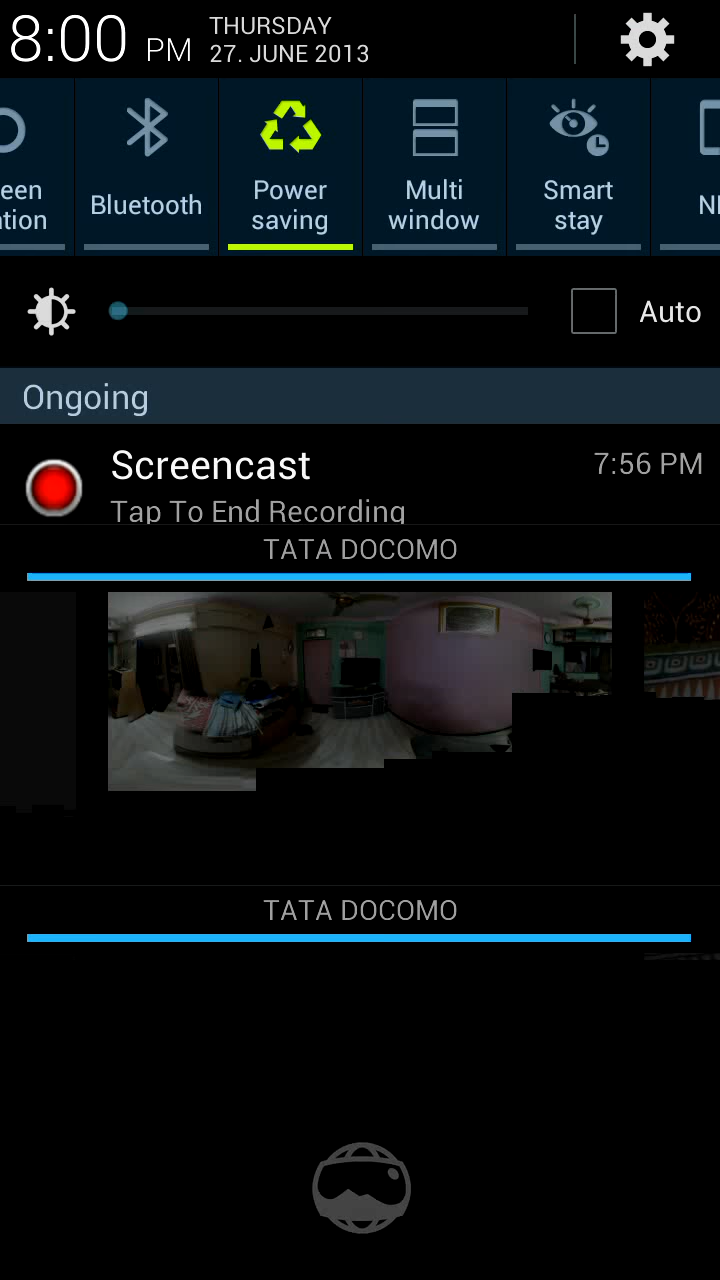 8:00 PM
THURSDAY
27. JUNE 2013
een
ation
Bluetooth
Power
saving
Multi
window
Smart
stay
Auto
Ongoing
Screencast
7:56 PM
Tap To End Recording
TATA DOCOMO
TATA DOCOMO